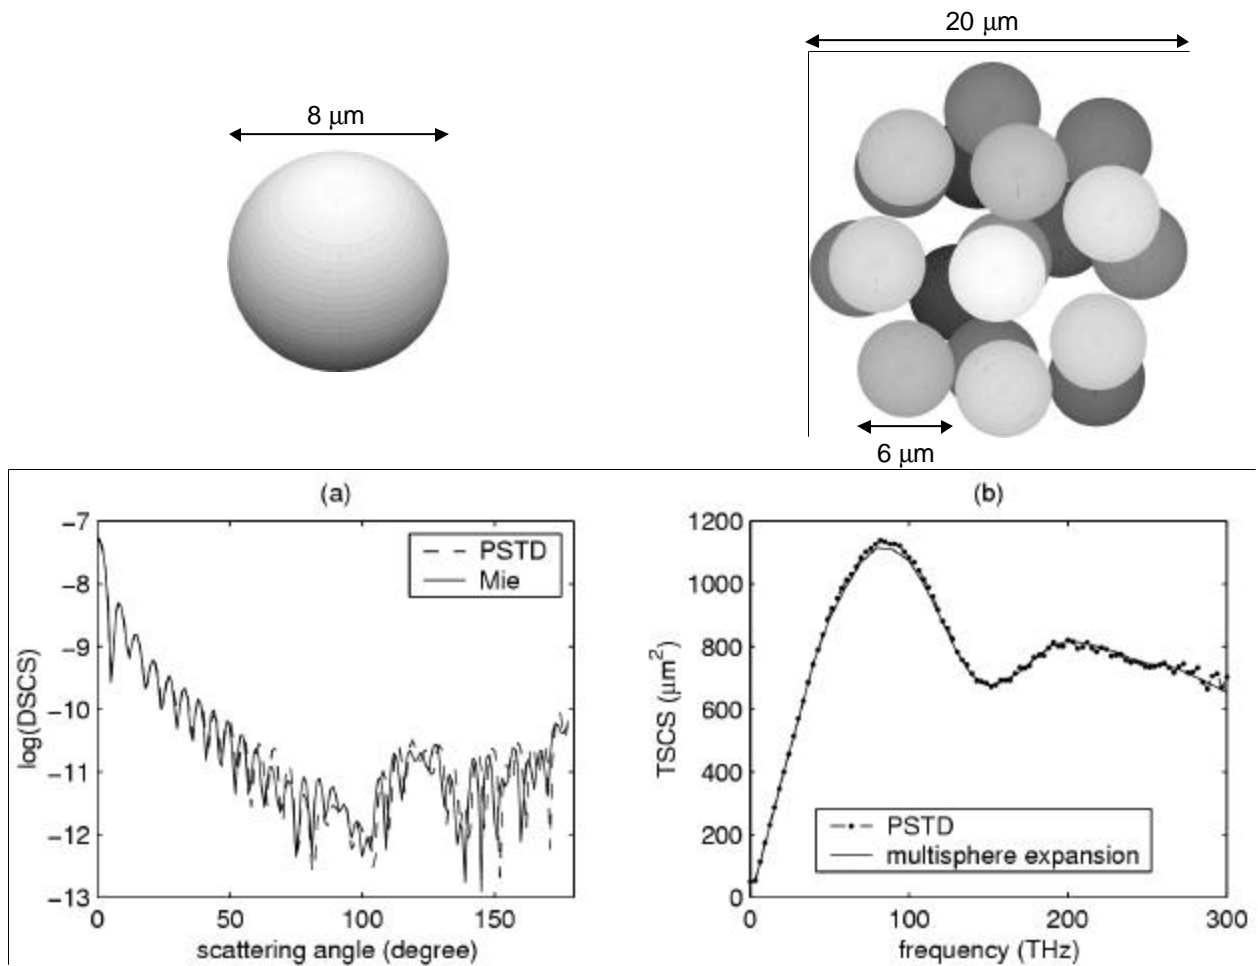 20 μm
8 μm
6 μm
(a)
(b)
−7
−8
−9
−10
−11
−12
−13
log(DSCS)
PSTD
Mie
0
50
100
150
scattering angle (degree)
1200
1000
800
600
400
200
0
TSCS (μm²)
PSTD
multisphere expansion
0
100
200
300
frequency (THz)